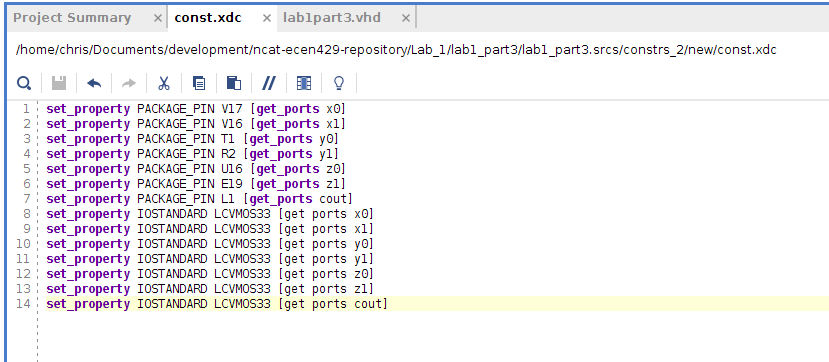 Project Summary × const.xdc × lab1part3.vhd ×
/home/chris/Documents/development/ncat-ecen429-repository/Lab_1/lab1_part3/lab1_part3.srcs/constrs_2/new/const.xdc
1 set_property PACKAGE_PIN V17 [get_ports x0]
2 set_property PACKAGE_PIN V16 [get_ports x1]
3 set_property PACKAGE_PIN T1 [get_ports y0]
4 set_property PACKAGE_PIN R2 [get_ports y1]
5 set_property PACKAGE_PIN U16 [get_ports z0]
6 set_property PACKAGE_PIN E19 [get_ports z1]
7 set_property PACKAGE_PIN L1 [get_ports cout]
8 set_property IOSTANDARD LCVMOS33 [get ports x0]
9 set_property IOSTANDARD LCVMOS33 [get ports x1]
10 set_property IOSTANDARD LCVMOS33 [get ports y0]
11 set_property IOSTANDARD LCVMOS33 [get ports y1]
12 set_property IOSTANDARD LCVMOS33 [get ports z0]
13 set_property IOSTANDARD LCVMOS33 [get ports z1]
14 set_property IOSTANDARD LCVMOS33 [get ports cout]